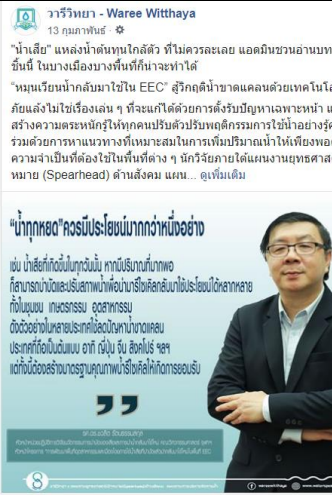 วารีวิทยา - Waree Witthaya
13 กุมภาพันธ์ ·
"น้ำเสีย" แหล่งน้ำต้นทุนใกล้ตัว ที่ไม่ควรละเลย แอดมินชวนอ่านบท
ชิ้นนี้ ในบางเมืองบางพื้นที่ก็น่าจะทำได้
"หมุนเวียนน้ำกลับมาใช้ใน EEC" สู้วิกฤติน้ำขาดแคลนด้วยเทคโนโล
ภัยแล้งไม่ใช่เรื่องเล่น ๆ ที่จะแก้ได้ด้วยการตั้งรับปัญหาเฉพาะหน้า แ
สร้างความตระหนักรู้ให้ทุกคนปรับตัวปรับพฤติกรรมการใช้น้ำอย่างรู้ค
ร่วมด้วยการหาแนวทางที่เหมาะสมในการเพิ่มปริมาณน้ำให้เพียงพอต
ความจำเป็นที่ต้องใช้ในพื้นที่ต่าง ๆ นักวิจัยภายใต้แผนงานยุทธศาส
หมาย (Spearhead) ด้านสังคม แผน... ดูเพิ่มเติม
"น้ำทุกหยด"ควรมีประโยชน์มากกว่าหนึ่งอย่าง
เช่น น้ำเสียที่เกิดขึ้นในทุกวันนั้น หากมีปริมาณที่มากพอ
ก็สามารถนำบำบัดและปรับสภาพน้ำเพื่อนำมารีไซเคิลกลับมาใช้ประโยชน์ได้หลากหลาย
ทั้งในชุมชน เกษตรกรรม อุตสาหกรรม
ดังตัวอย่างในหลายประเทศใช้ลดปัญหาน้ำขาดแคลน
ประเทศที่ถือเป็นต้นแบบ อาทิ ญี่ปุ่น จีน สิงคโปร์ ฯลฯ
แต่ทั้งนี้ต้องสร้างมาตรฐานคุณภาพน้ำรีไซเคิลให้เกิดการยอมรับ
wareewitthaya